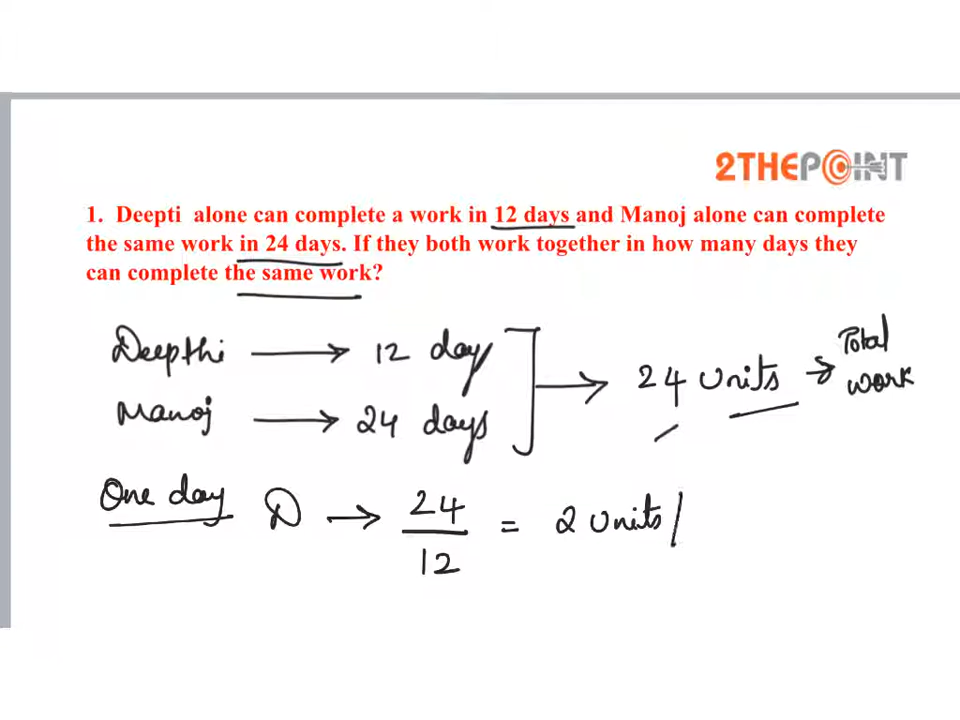 2THEPOINT
1. Deepti alone can complete a work in 12 days and Manoj alone can complete
the same work in 24 days. If they both work together in how many days they
can complete the same work?
Deepthi → 12 day
Manoj → 24 days
→ 24 units → Total work
One day D → 24/12 = 2 units/